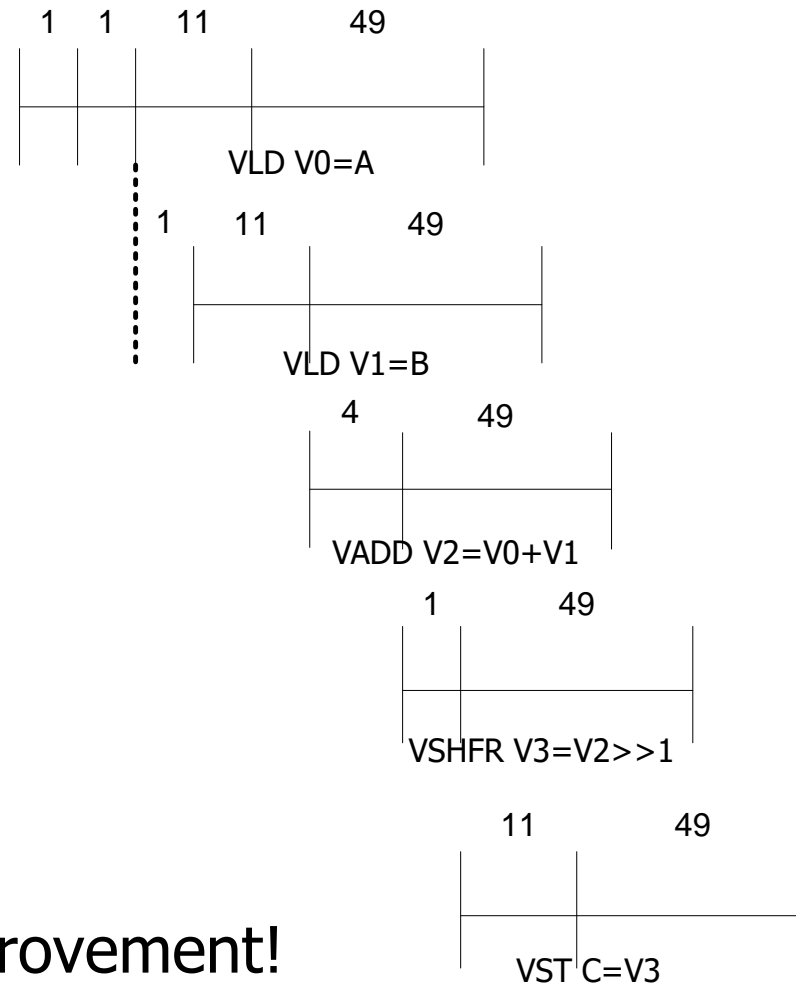 1 1 11 49
VLD V0=A
1 11 49
VLD V1=B
4 49
VADD V2=V0+V1
1 49
VSHFR V3=V2>>1
11 49
rovement!
VST C=V3